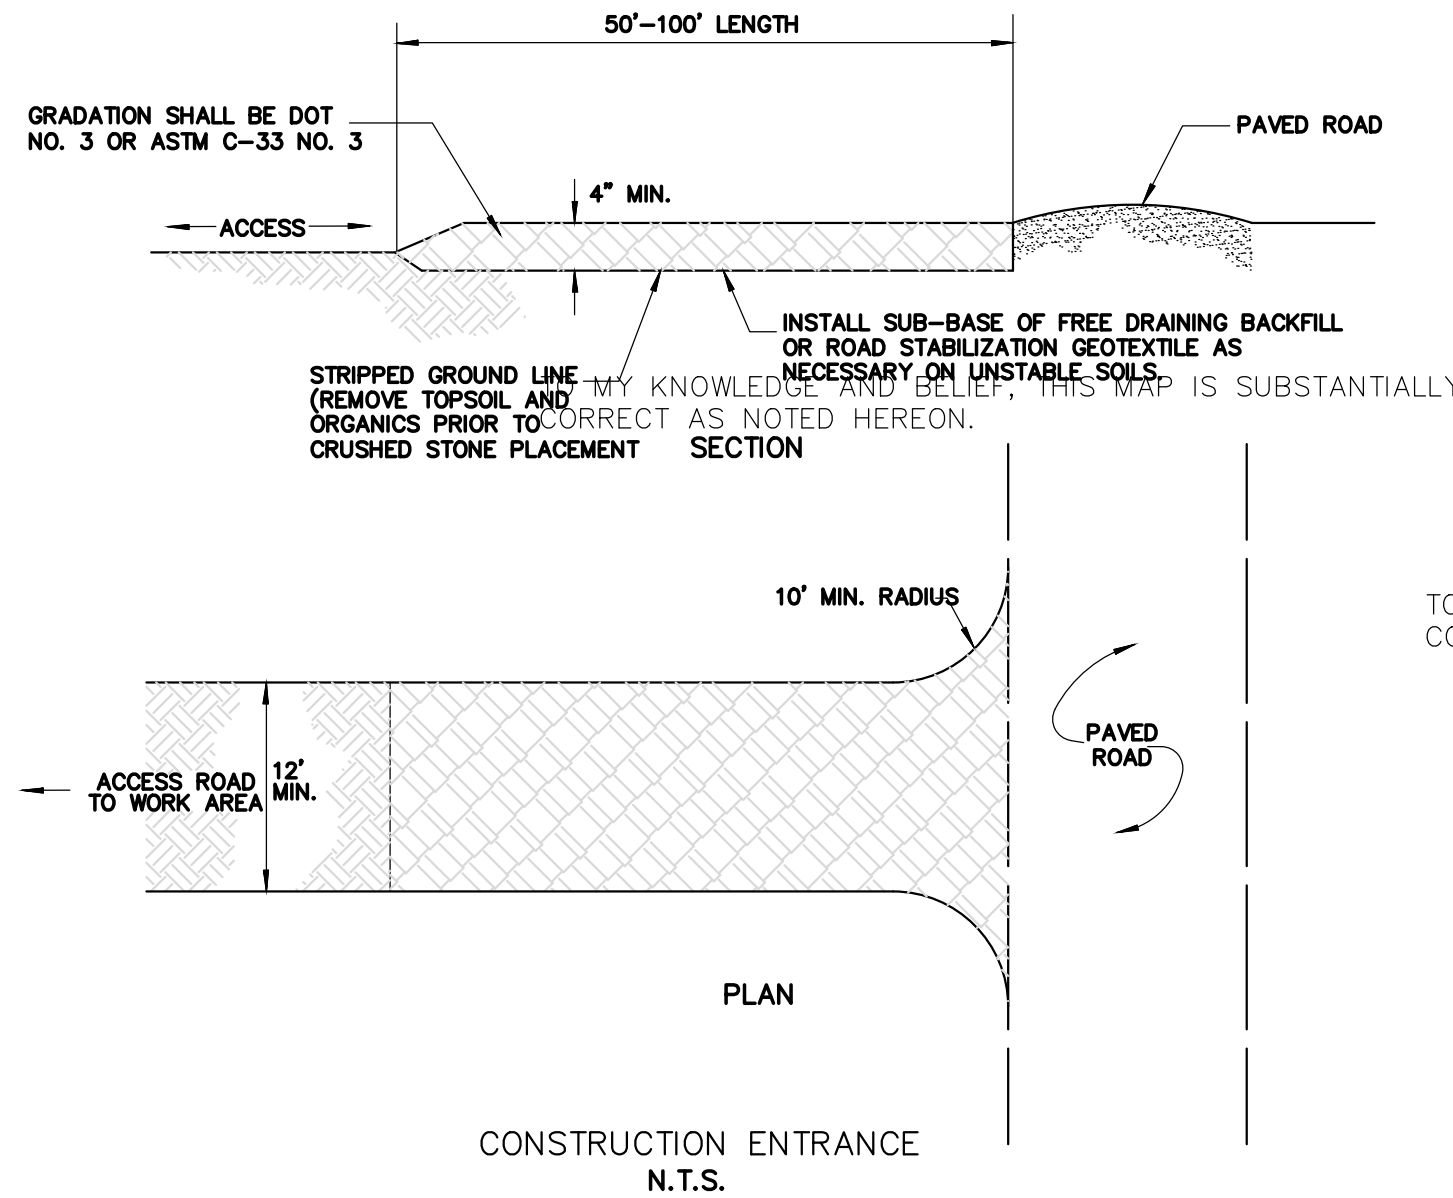 50'-100' LENGTH
GRADATION SHALL BE DOT
NO. 3 OR ASTM C-33 NO. 3
PAVED ROAD
4" MIN.
ACCESS
INSTALL SUB-BASE OF FREE DRAINING BACKFILL
OR ROAD STABILIZATION GEOTEXTILE AS
NECESSARY ON UNSTABLE SOILS.
STRIPPED GROUND LINE
(REMOVE TOPSOIL AND
ORGANICS PRIOR TO
CRUSHED STONE PLACEMENT
TO MY KNOWLEDGE AND BELIEF, THIS MAP IS SUBSTANTIALLY
CORRECT AS NOTED HEREON.
SECTION
10' MIN. RADIUS
TO
CO
PAVED
ROAD
ACCESS ROAD
TO WORK AREA
12'
MIN.
PLAN
CONSTRUCTION ENTRANCE
N.T.S.